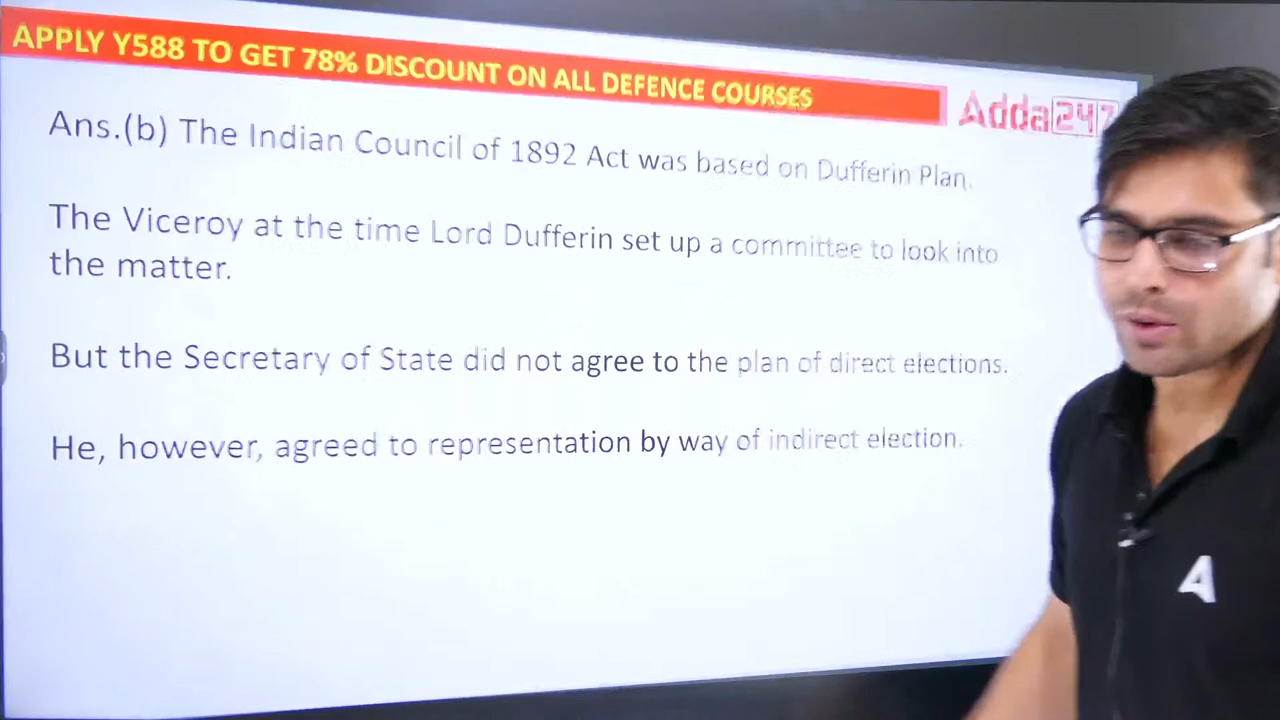 APPLY Y588 TO GET 78% DISCOUNT ON ALL DEFENCE COURSES
Adda247
Ans.(b) The Indian Council of 1892 Act was based on Dufferin Plan.
The Viceroy at the time Lord Dufferin set up a committee to look into
the matter.
But the Secretary of State did not agree to the plan of direct elections.
He, however, agreed to representation by way of indirect election.
A